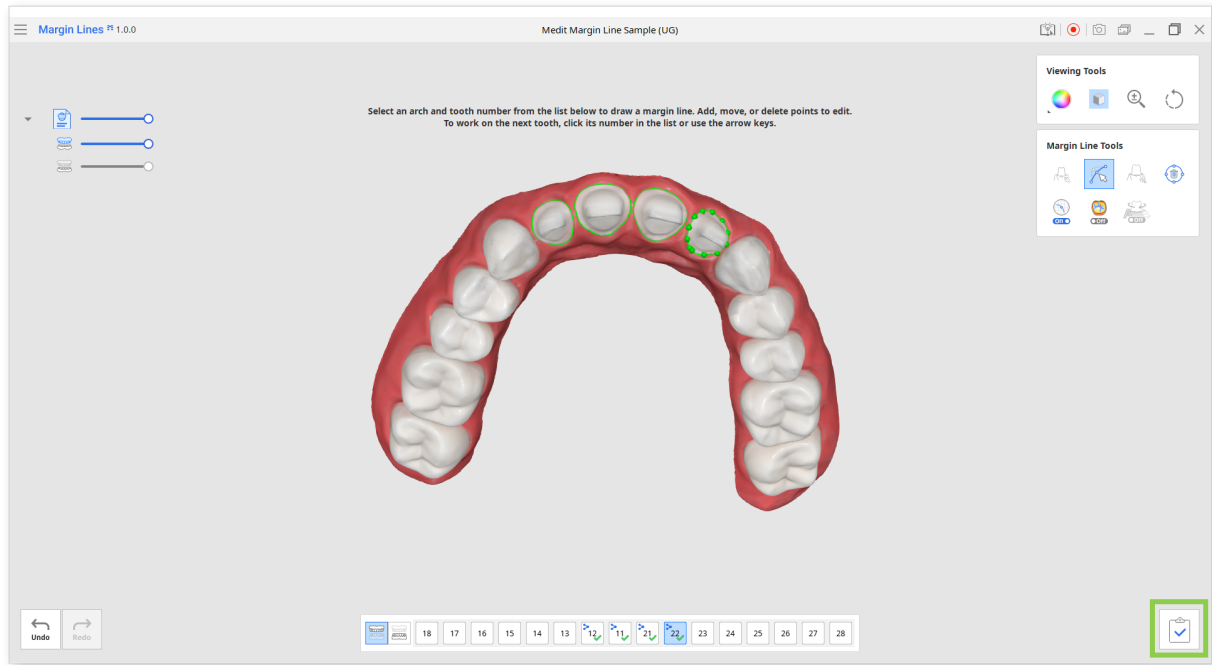 Margin Lines 1.0.0
Medit Margin Line Sample (UG)
Viewing Tools
Select an arch and tooth number from the list below to draw a margin line. Add, move, or delete points to edit.
To work on the next tooth, click its number in the list or use the arrow keys.
Margin Line Tools
On
Off
Off
Undo
Redo
18 17 16 15 14 13 12 11 21 22 23 24 25 26 27 28